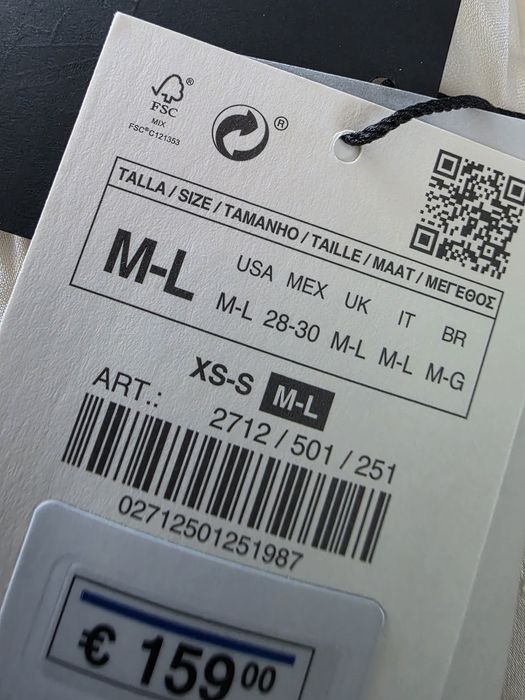 ®
FSC
MIX
FSC®C121353
®
TALLA / SIZE / TAMANHO / TAILLE / MAAT / ΜΕΓΕΘΟΣ
M-L
USA MEX UK IT BR
M-L 28-30 M-L M-L M-G
XS-S M-L
ART.: 2712 / 501 / 251
02712501251987
€ 159 00